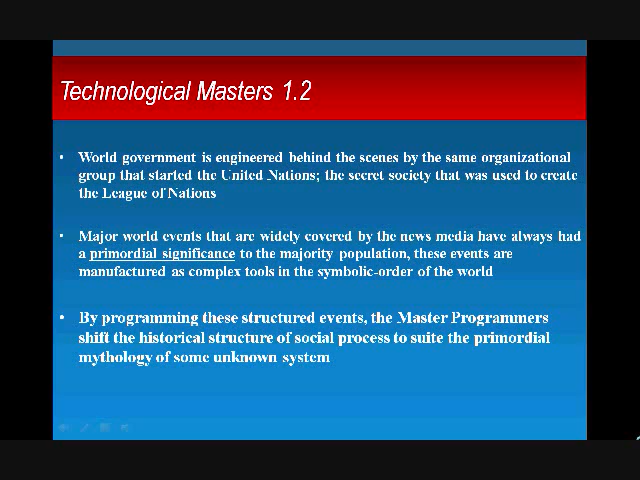 Technological Masters 1.2
• World government is engineered behind the scenes by the same organizational
group that started the United Nations; the secret society that was used to create
the League of Nations
• Major world events that are widely covered by the news media have always had
a primordial significance to the majority population, these events are
manufactured as complex tools in the symbolic-order of the world
• By programming these structured events, the Master Programmers
shift the historical structure of social process to suite the primordial
mythology of some unknown system